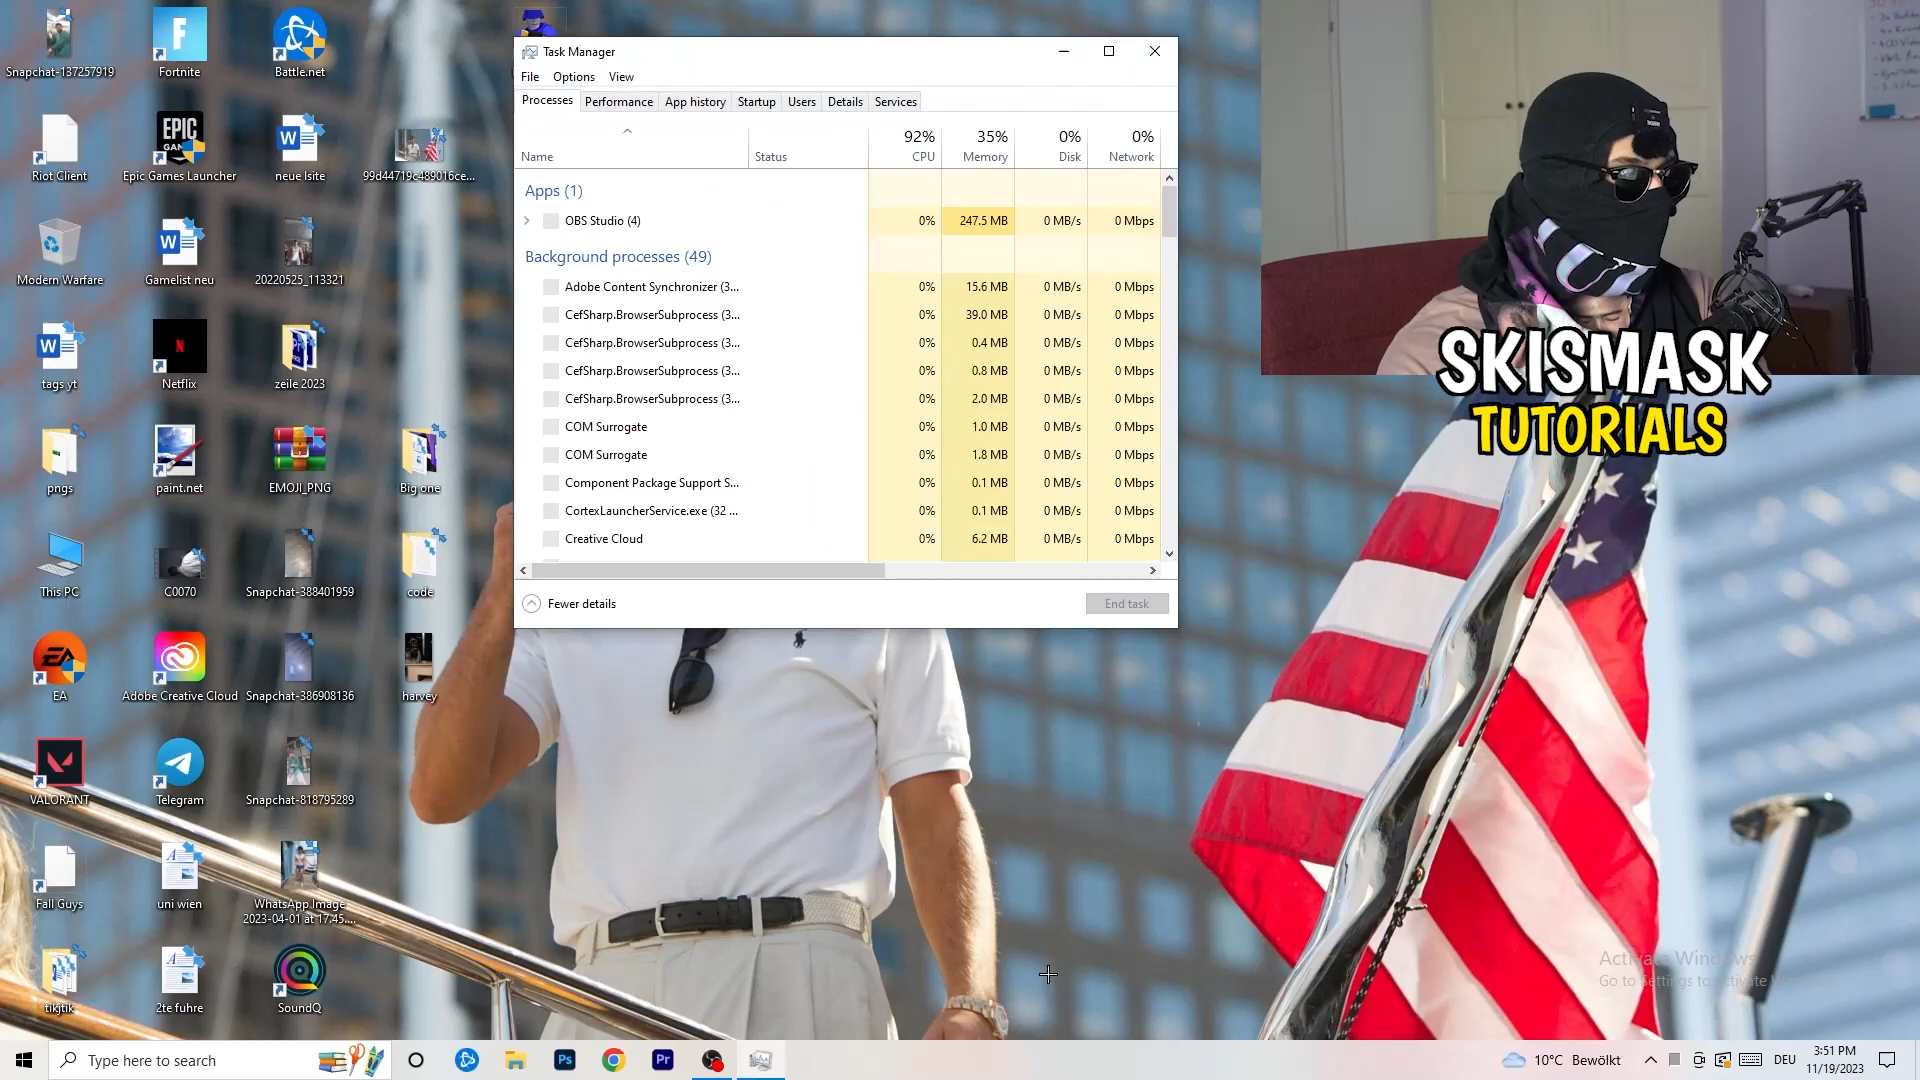 Snapchat-137257919
Fortnite
Battle.net
Riot Client
EPIC
Epic Games Launcher
neue lsite
99d44719c489016ce...
Modern Warfare
Gamelist neu
20220525_113321
tags yt
Netflix
zeile 2023
pngs
paint.net
EMOJI_PNG
Big one
This PC
C0070
Snapchat-388401959
code
EA
Adobe Creative Cloud
Snapchat-386908136
harvey
VALORANT
Telegram
Snapchat-818795289
Fall Guys
uni wien
WhatsApp Image
2023-04-01 at 17.45....
tikjtik
2te fuhre
SoundQ
Task Manager
File Options View
Processes Performance App history Startup Users Details Services
92% 35% 0% 0%
Name Status CPU Memory Disk Network
Apps (1)
OBS Studio (4) 0% 247.5 MB 0 MB/s 0 Mbps
Background processes (49)
Adobe Content Synchronizer (3... 0% 15.6 MB 0 MB/s 0 Mbps
CefSharp.BrowserSubprocess (3... 0% 39.0 MB 0 MB/s 0 Mbps
CefSharp.BrowserSubprocess (3... 0% 0.4 MB 0 MB/s 0 Mbps
CefSharp.BrowserSubprocess (3... 0% 0.8 MB 0 MB/s 0 Mbps
CefSharp.BrowserSubprocess (3... 0% 2.0 MB 0 MB/s 0 Mbps
COM Surrogate 0% 1.0 MB 0 MB/s 0 Mbps
COM Surrogate 0% 1.8 MB 0 MB/s 0 Mbps
Component Package Support S... 0% 0.1 MB 0 MB/s 0 Mbps
CortexLauncherService.exe (32 ... 0% 0.1 MB 0 MB/s 0 Mbps
Creative Cloud 0% 6.2 MB 0 MB/s 0 Mbps
Fewer details End task
SKISMASK
TUTORIALS
Activate Windows
Go to Settings to activate
Type here to search
Ps
Pr
10°C Bewölkt
DEU
3:51 PM
11/19/2023